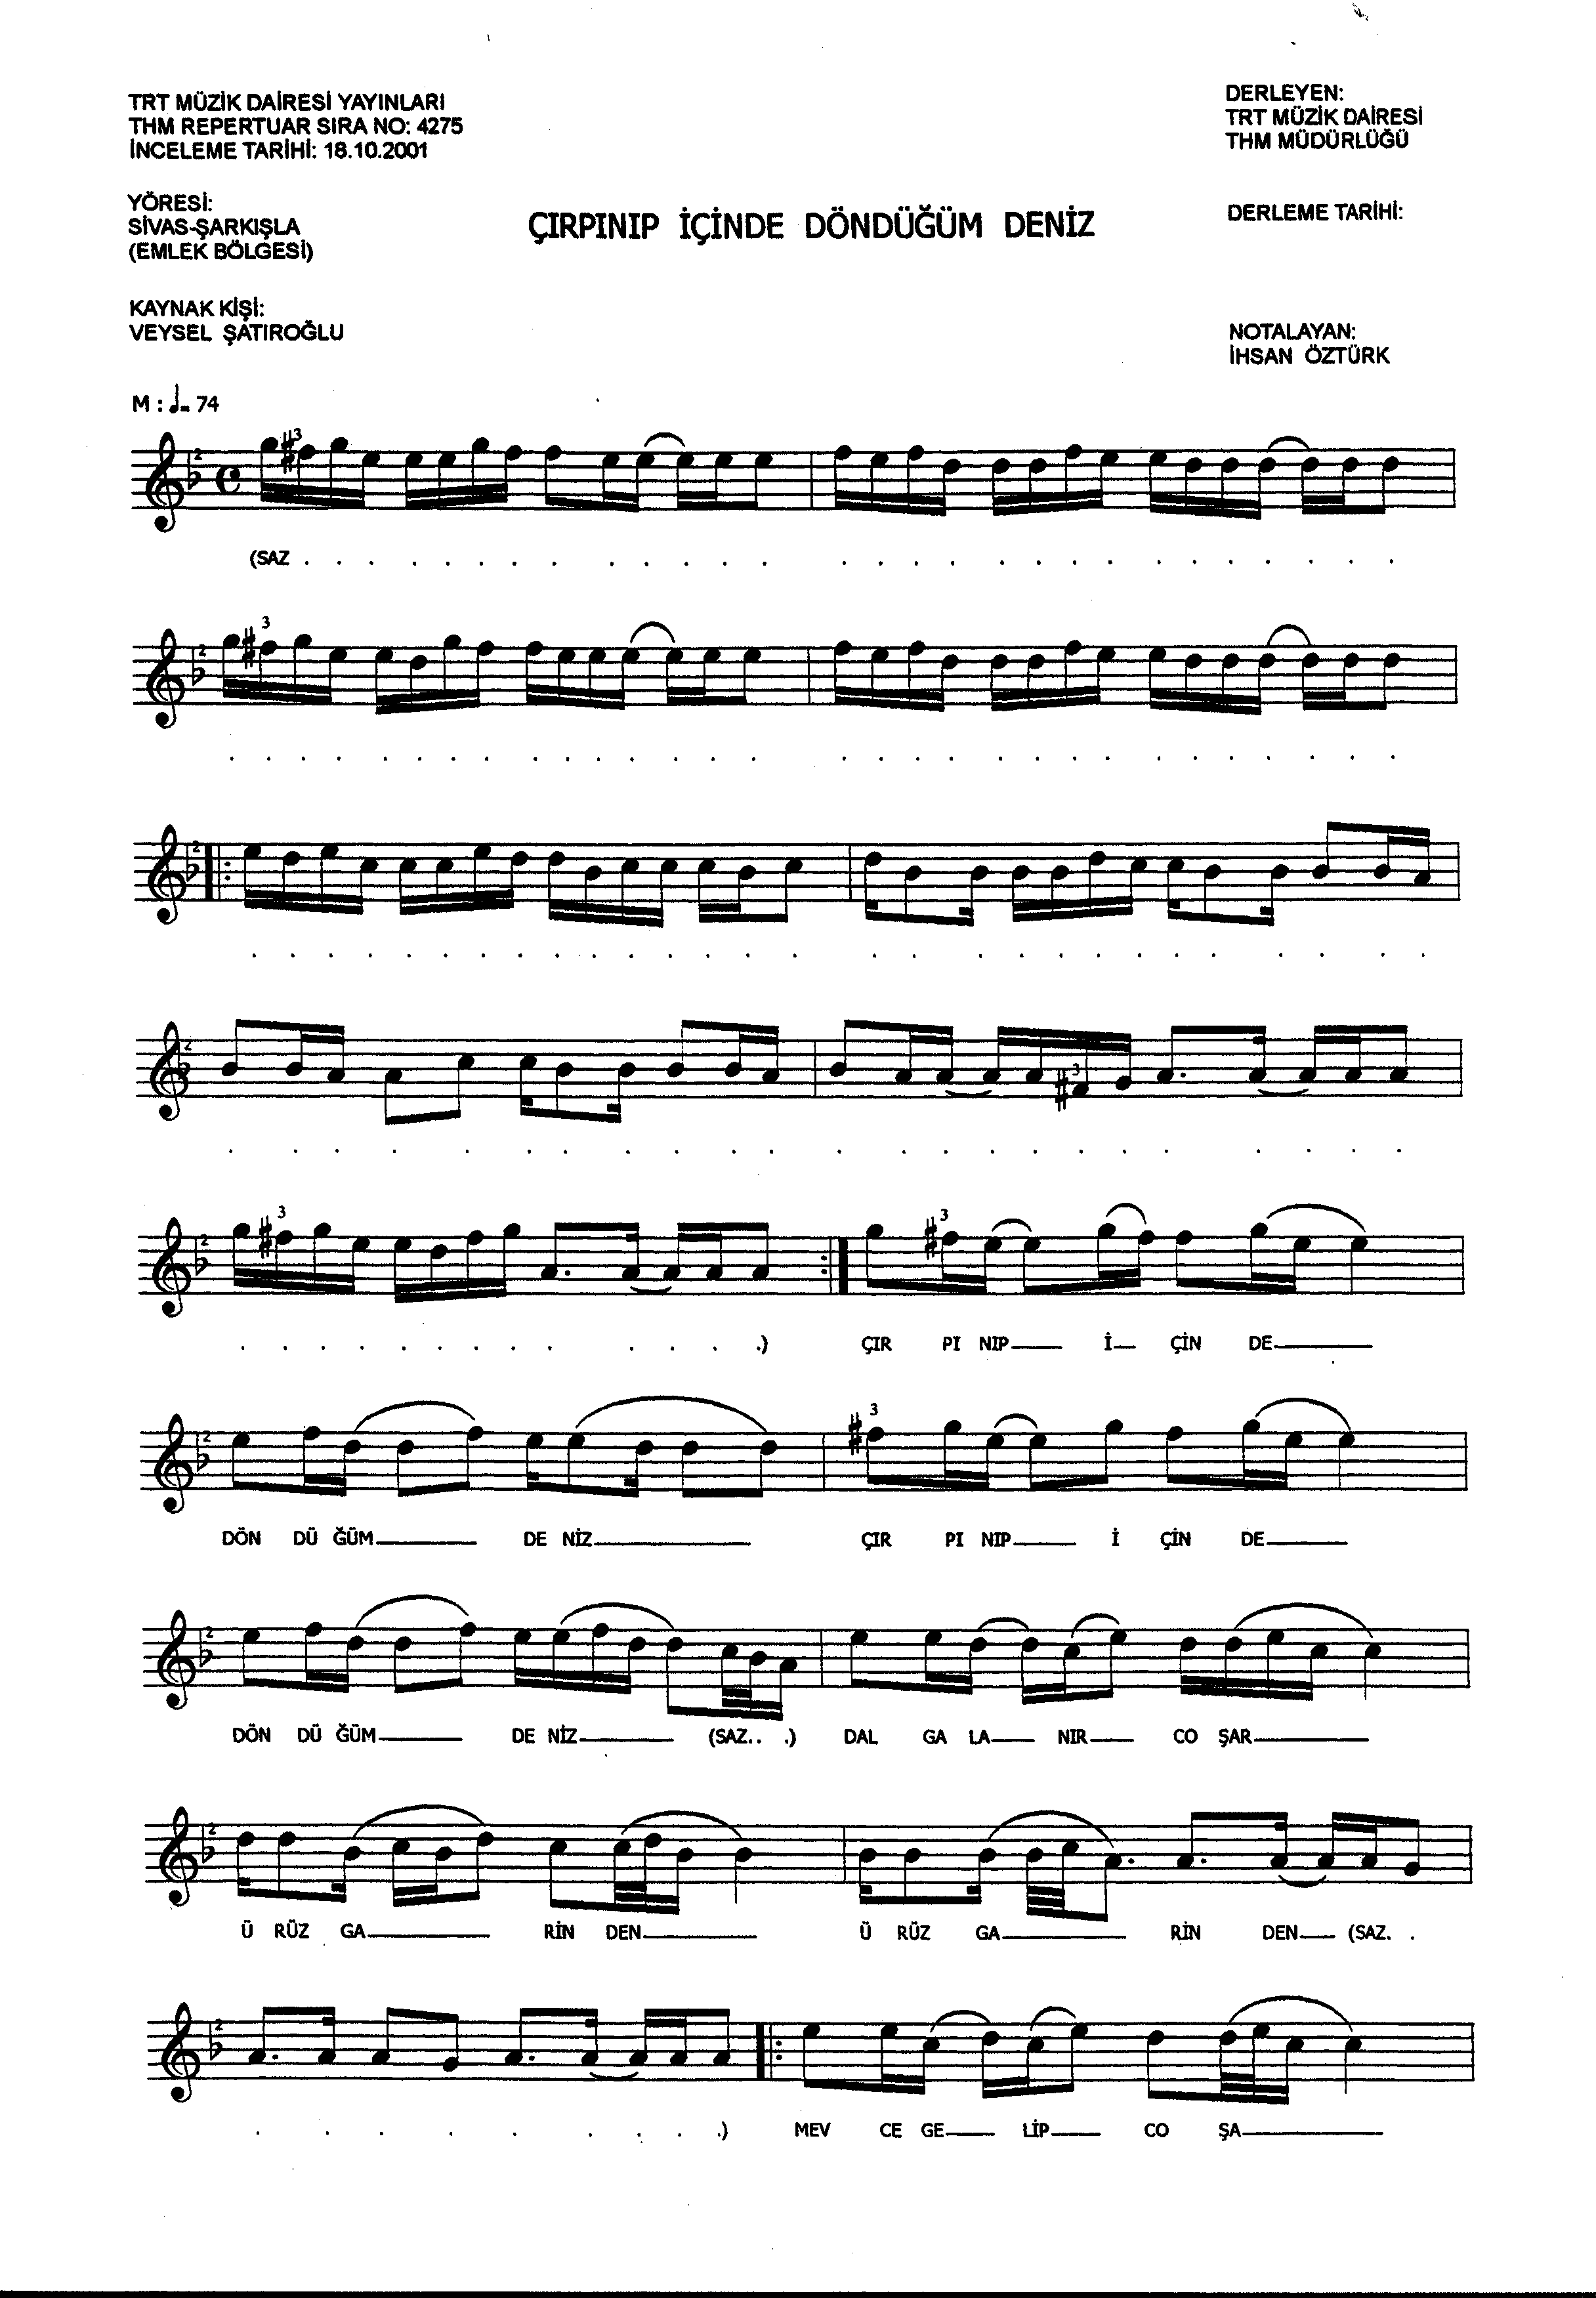 TRT MÜZİK DAİRESİ YAYINLARI
THM REPERTUAR SIRA NO: 4275
İNCELEME TARİHİ: 18.10.2001
DERLEYEN:
TRT MÜZİK DAİRESİ
THM MÜDÜRLÜĞÜ
YÖRESİ:
SİVAS-ŞARKIŞLA
(EMLEK BÖLGESİ)
ÇIRPINIP İÇİNDE DÖNDÜĞÜM DENİZ
DERLEME TARİHİ:
KAYNAK KİŞİ:
VEYSEL ŞATIROĞLU
NOTALAYAN:
İHSAN ÖZTÜRK
M : ♩= 74
(SAZ . . . . . . . . . . . . . . . . . . . . . . . . . . . .
. . . . . . . . . . . . . . . . . . . . . . . . . . . . . .
. . . . . . . . . . . . . . . . . . . . . . . . . . . .
. . . . . . . . . . . . . . . . . . . . . . .
. . . . . . . . . . . . .) ÇIR PI NIP İ ÇİN DE
DÖN DÜ ĞÜM DE NİZ ÇIR PI NIP İ ÇİN DE
DÖN DÜ ĞÜM DE NİZ (SAZ. . .) DAL GA LA NIR CO ŞAR
Ü RÜZ GA RİN DEN Ü RÜZ GA RİN DEN (SAZ. .
. . . . . . . . .) MEV CE GE LİP CO ŞA